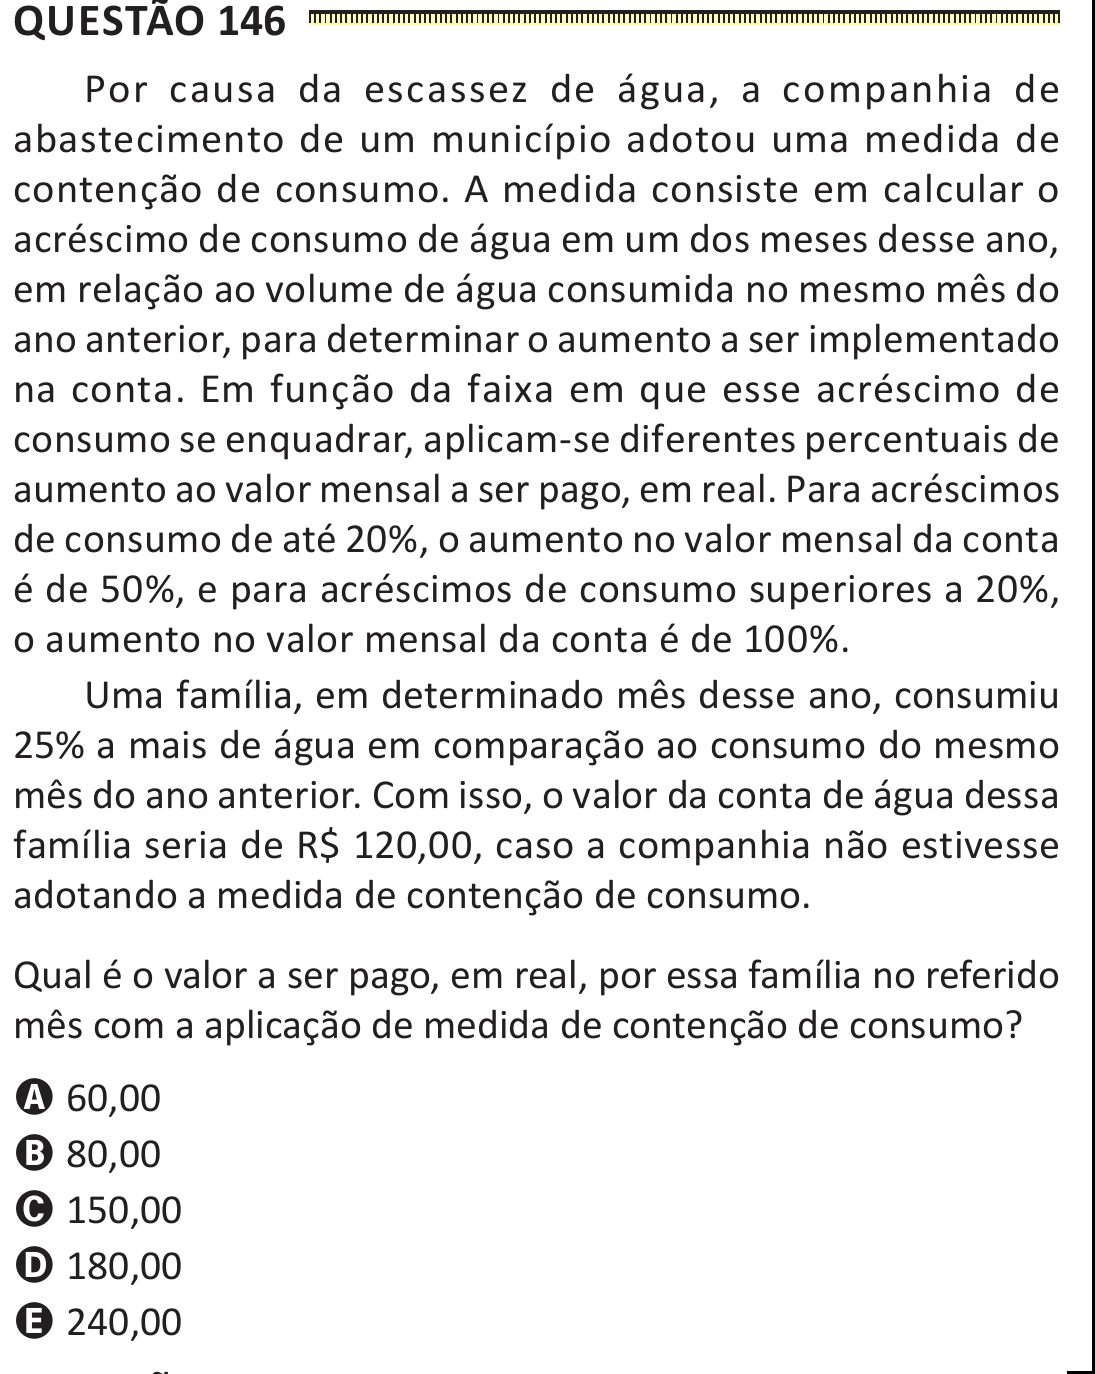 QUESTÃO 146
Por causa da escassez de água, a companhia de
abastecimento de um município adotou uma medida de
contenção de consumo. A medida consiste em calcular o
acréscimo de consumo de água em um dos meses desse ano,
em relação ao volume de água consumida no mesmo mês do
ano anterior, para determinar o aumento a ser implementado
na conta. Em função da faixa em que esse acréscimo de
consumo se enquadrar, aplicam-se diferentes percentuais de
aumento ao valor mensal a ser pago, em real. Para acréscimos
de consumo de até 20%, o aumento no valor mensal da conta
é de 50%, e para acréscimos de consumo superiores a 20%,
o aumento no valor mensal da conta é de 100%.
Uma família, em determinado mês desse ano, consumiu
25% a mais de água em comparação ao consumo do mesmo
mês do ano anterior. Com isso, o valor da conta de água dessa
família seria de R$ 120,00, caso a companhia não estivesse
adotando a medida de contenção de consumo.
Qual é o valor a ser pago, em real, por essa família no referido
mês com a aplicação de medida de contenção de consumo?
A 60,00
B 80,00
C 150,00
D 180,00
E 240,00